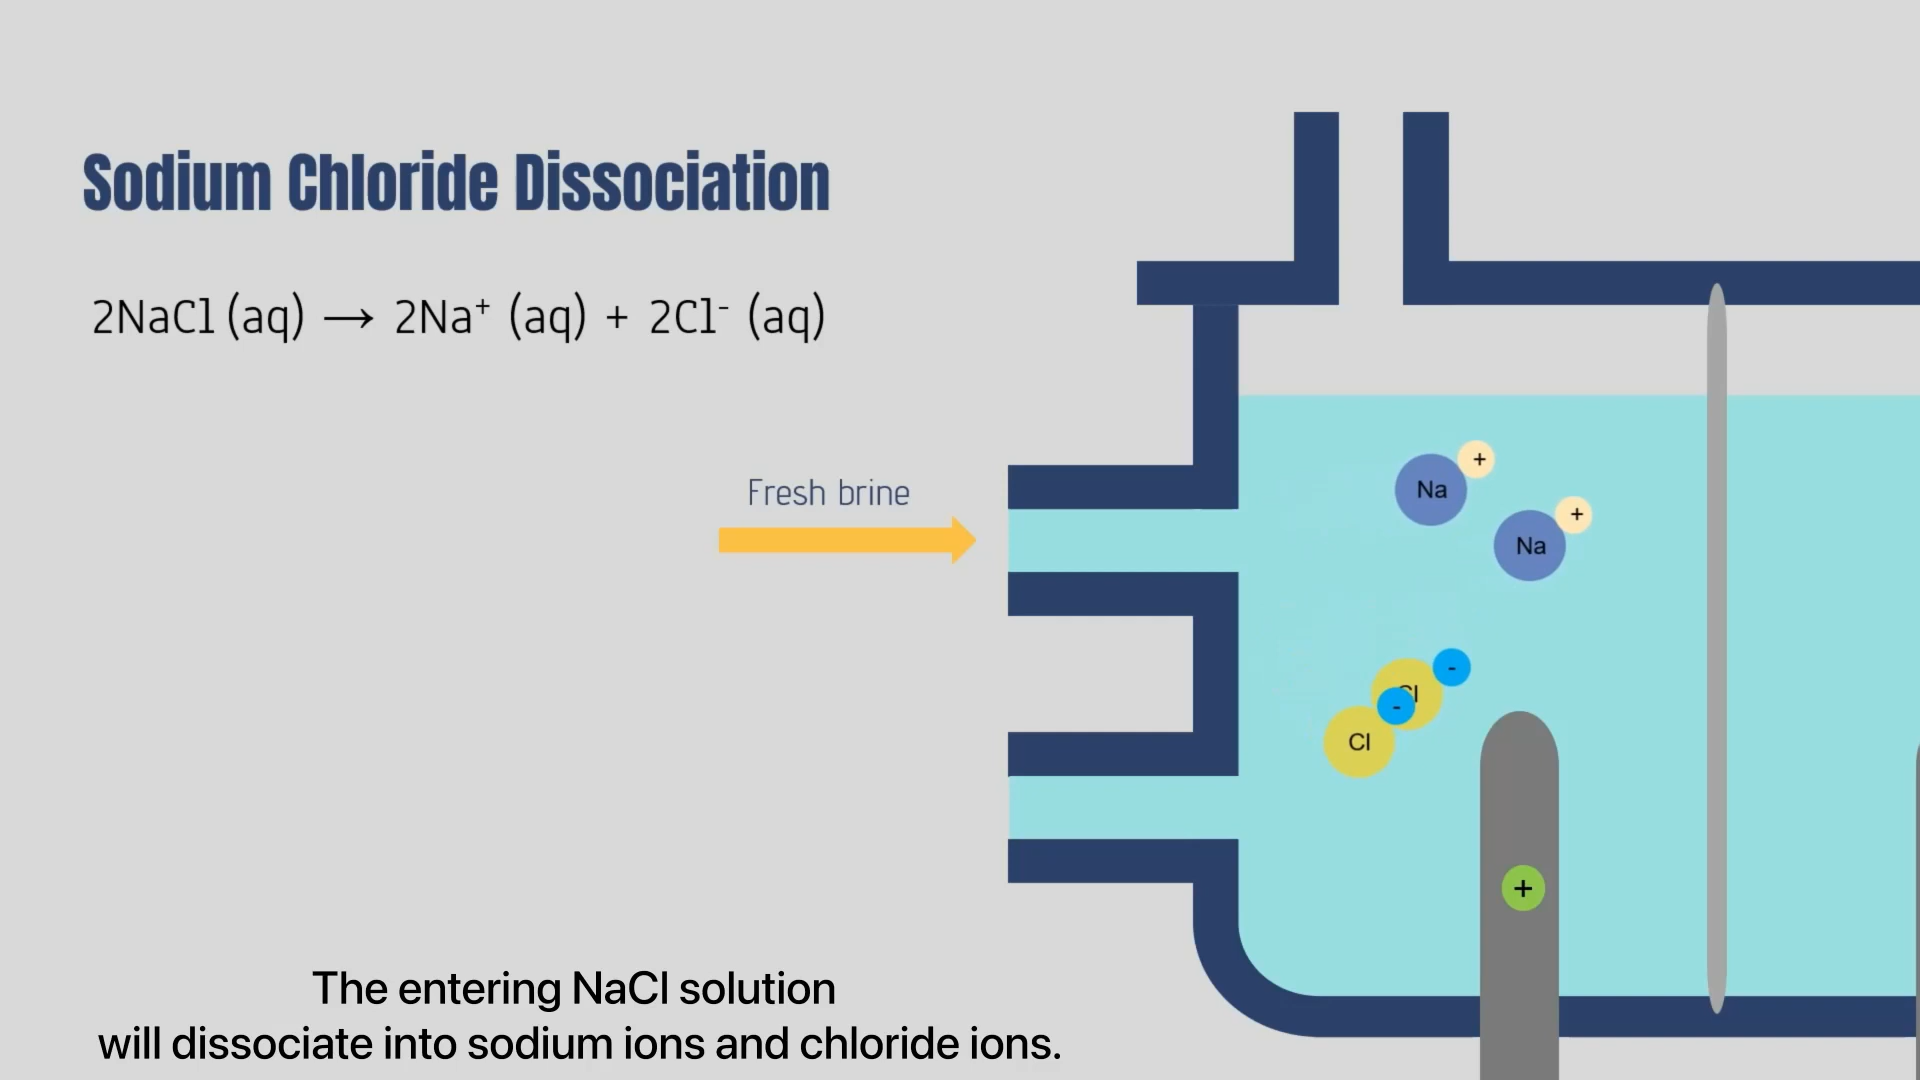 Sodium Chloride Dissociation
2NaCl (aq) → 2Na⁺ (aq) + 2Cl⁻ (aq)
Fresh brine
Na
+
Na
+
Cl
-
Cl
-
+
The entering NaCl solution
will dissociate into sodium ions and chloride ions.